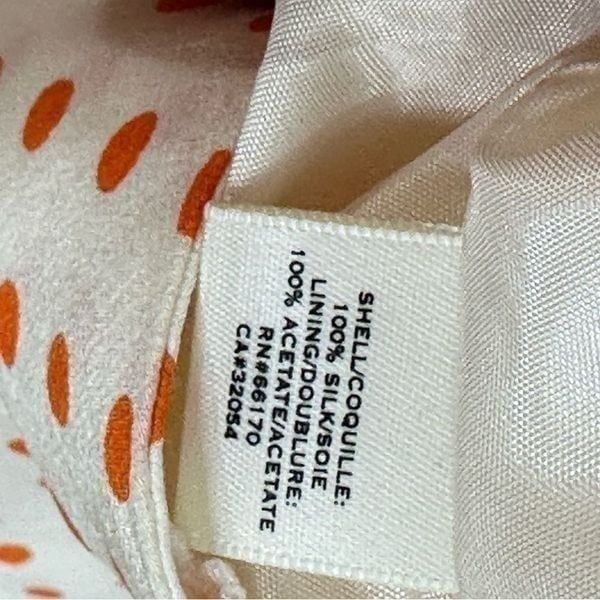 SHELL/COQUILLE:
100% SILK/SOIE
LINING/DOUBLURE:
100% ACETATE/ACETATE
RN#66170
CA#32054